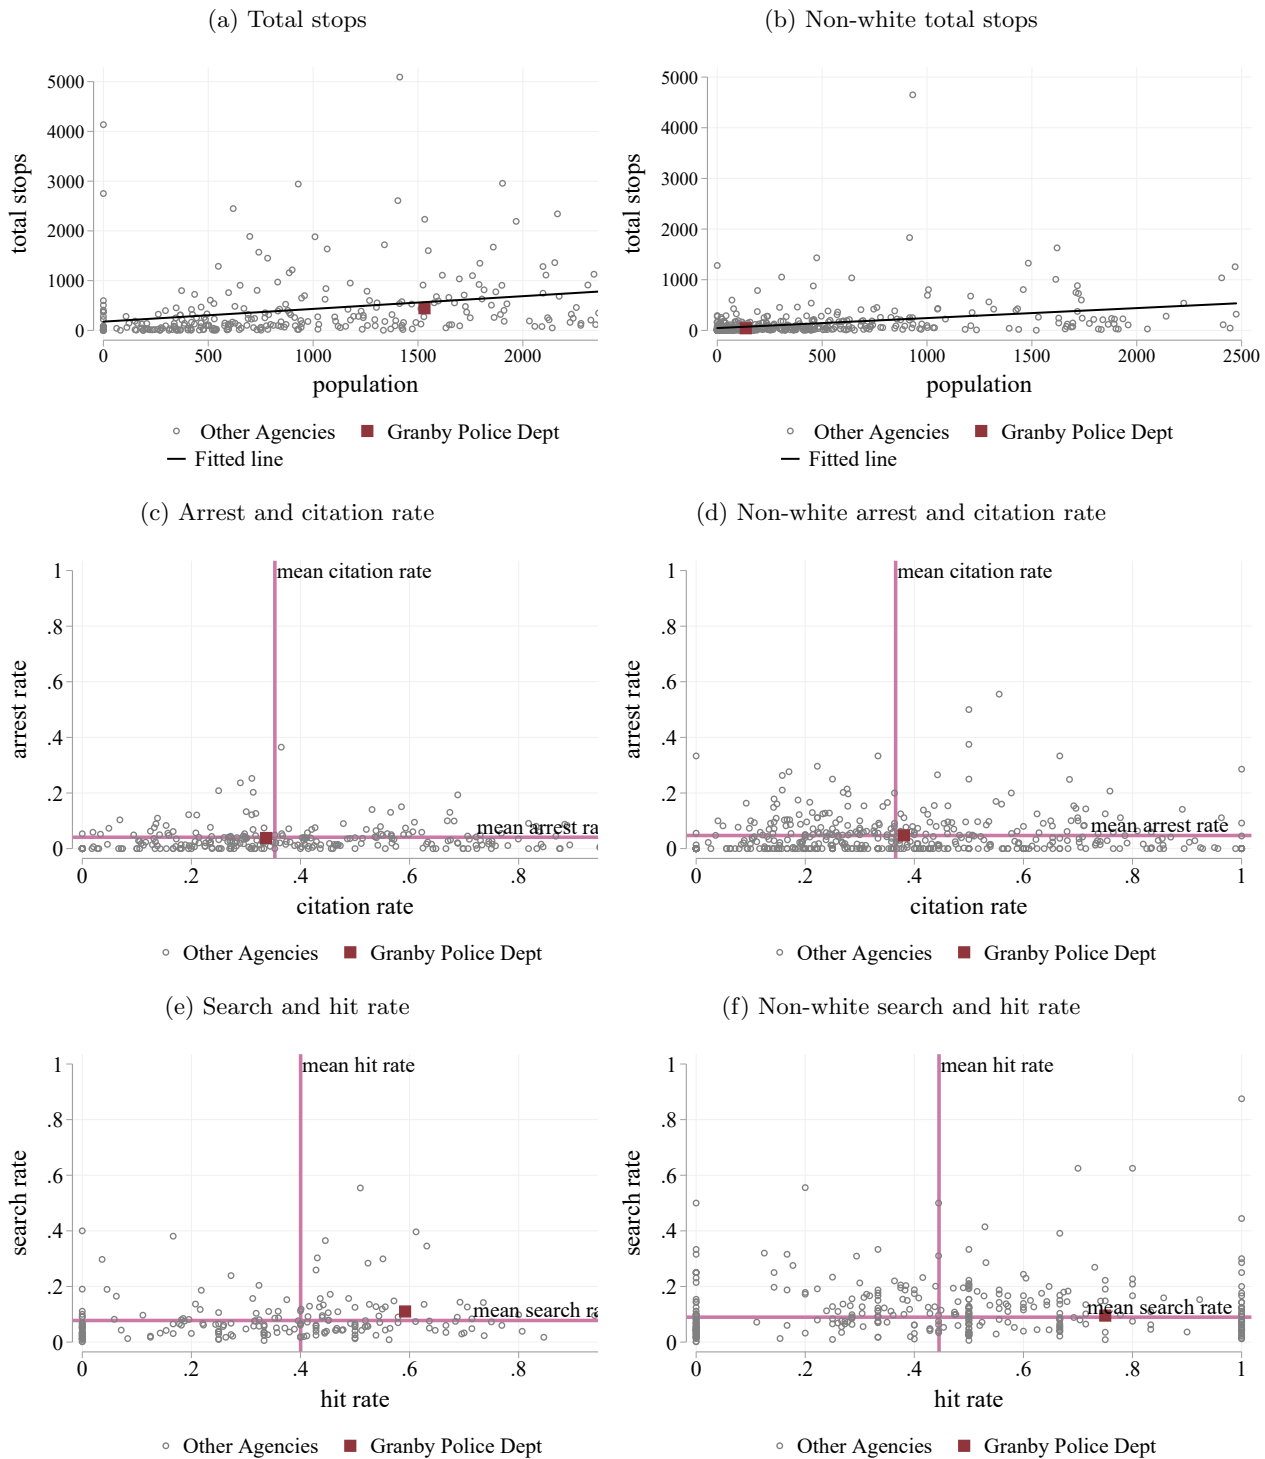 (a) Total stops
(b) Non-white total stops
total stops
5000
4000
3000
2000
1000
0
0 500 1000 1500 2000
population
Other Agencies Granby Police Dept
Fitted line
total stops
5000
4000
3000
2000
1000
0
0 500 1000 1500 2000 2500
population
Other Agencies Granby Police Dept
Fitted line
(c) Arrest and citation rate
(d) Non-white arrest and citation rate
arrest rate
1
.8
.6
.4
.2
0
mean citation rate
mean arrest ra
0 .2 .4 .6 .8
citation rate
Other Agencies Granby Police Dept
arrest rate
1
.8
.6
.4
.2
0
mean citation rate
mean arrest rate
0 .2 .4 .6 .8 1
citation rate
Other Agencies Granby Police Dept
(e) Search and hit rate
(f) Non-white search and hit rate
search rate
1
.8
.6
.4
.2
0
mean hit rate
mean search ra
0 .2 .4 .6 .8
hit rate
Other Agencies Granby Police Dept
search rate
1
.8
.6
.4
.2
0
mean hit rate
mean search rate
0 .2 .4 .6 .8 1
hit rate
Other Agencies Granby Police Dept